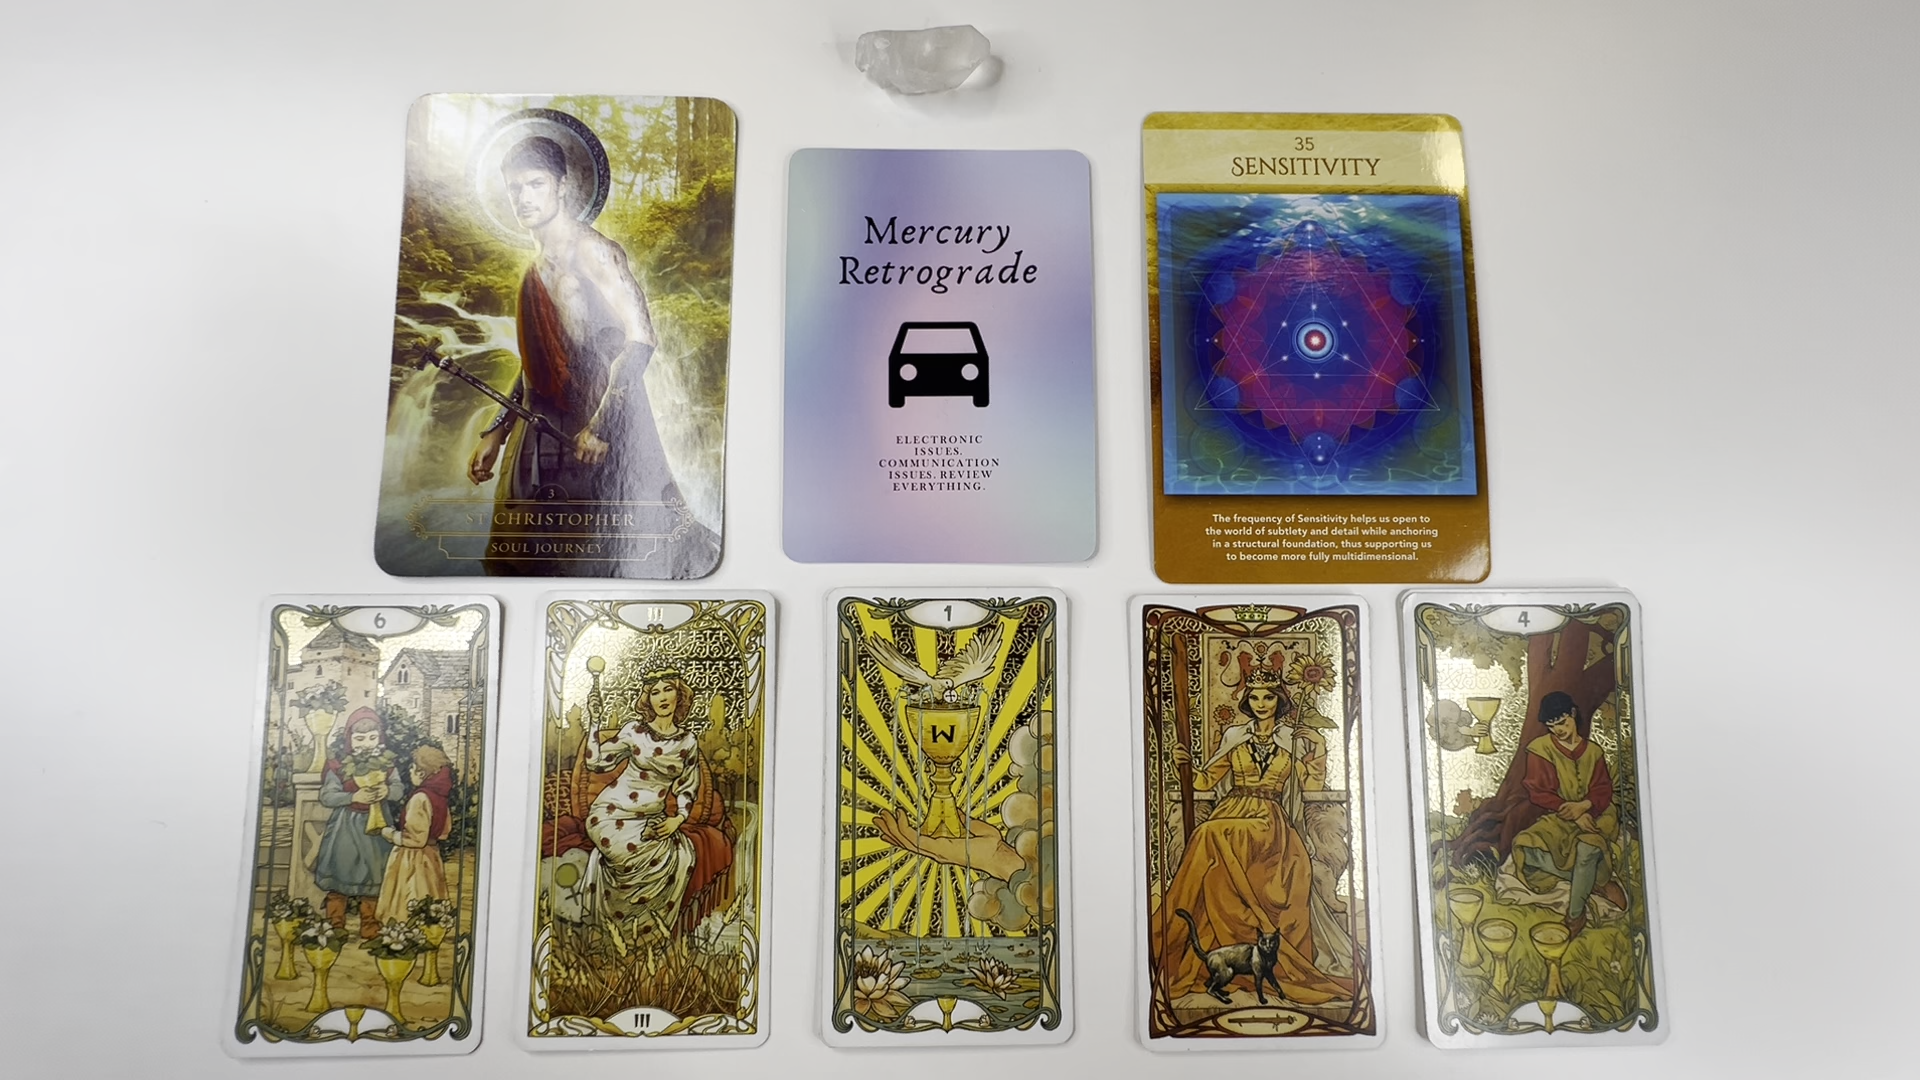 3
ST CHRISTOPHER
SOUL JOURNEY
Mercury
Retrograde
ELECTRONIC
ISSUES.
COMMUNICATION
ISSUES. REVIEW
EVERYTHING.
35
SENSITIVITY
The frequency of Sensitivity helps us open to
the world of subtlety and detail while anchoring
in a structural foundation, thus supporting us
to become more fully multidimensional.
6
III
III
1
W
4